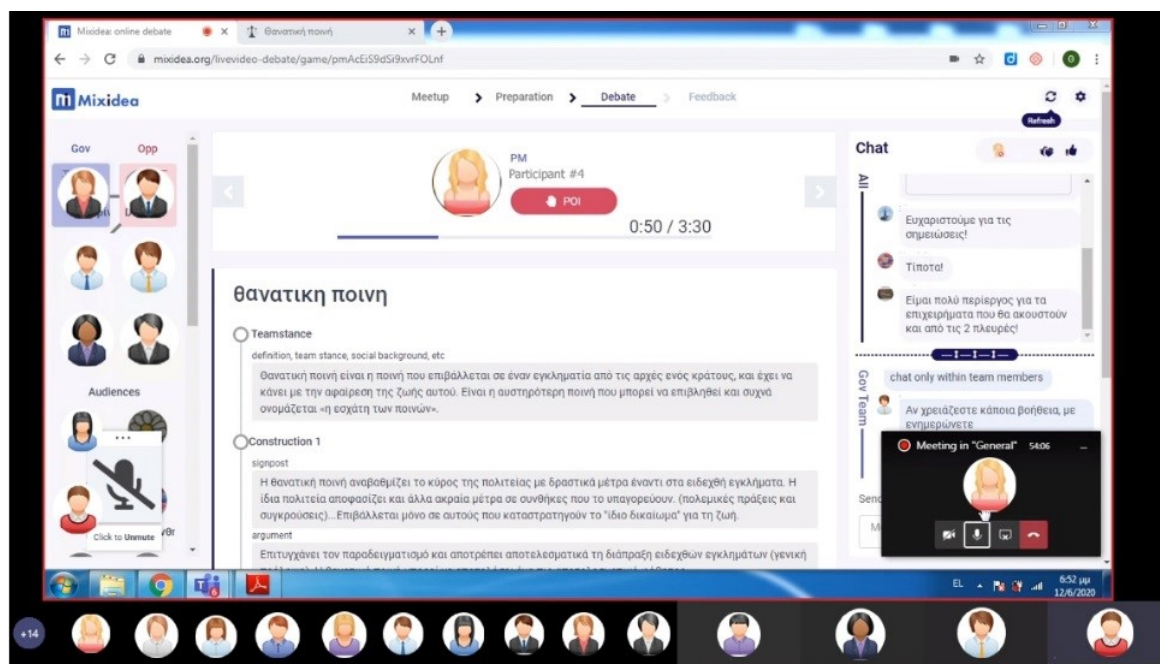 Mixidea: online debate
Θανατική ποινή
mixidea.org/livevideo-debate/game/pmAcEiS9dSi9xvrFOLnf
Mixidea
Meetup
Preparation
Debate
Feedback
Refresh
Gov
Opp
PM
Participant #4
POI
0:50 / 3:30
θανατικη ποινη
Teamstance
definition, team stance, social background, etc
Θανατική ποινή είναι η ποινή που επιβάλλεται σε έναν εγκληματία από τις αρχές ενός κράτους, και έχει να
κάνει με την αφαίρεση της ζωής αυτού. Είναι η αυστηρότερη ποινή που μπορεί να επιβληθεί και συχνά
ονομάζεται «η εσχάτη των ποινών».
Construction 1
signpost
Η θανατική ποινή αναβαθμίζει το κύρος της πολιτείας με δραστικά μέτρα έναντι στα ειδεχθή εγκλήματα. Η
ίδια πολιτεία αποφασίζει και άλλα ακραία μέτρα σε συνθήκες που το υπαγορεύουν. (πολεμικές πράξεις και
συγκρούσεις)...Επιβάλλεται μόνο σε αυτούς που καταστρατηγούν το "ίδιο δικαίωμα" για τη ζωή.
argument
Επιτυγχάνει τον παραδειγματισμό και αποτρέπει αποτελεσματικά τη διάπραξη ειδεχθών εγκλημάτων (γενική
Audiences
Click to Unmute
Chat
All
Ευχαριστούμε για τις
σημειώσεις!
Τίποτα!
Είμαι πολύ περίεργος για τα
επιχειρήματα που θα ακουστούν
και από τις 2 πλευρές!
Gov Team
chat only within team members
Αν χρειάζεστε κάποια βοήθεια, με
ενημερώνετε
Meeting in "General" 54:06
EL
6:52 μμ
12/6/2020
+14